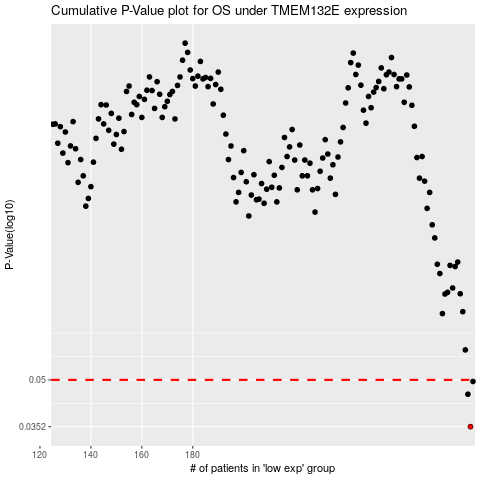 Cumulative P-Value plot for OS under TMEM132E expression
P-Value(log10)
0.05
0.0352
120
140
160
180
# of patients in 'low exp' group